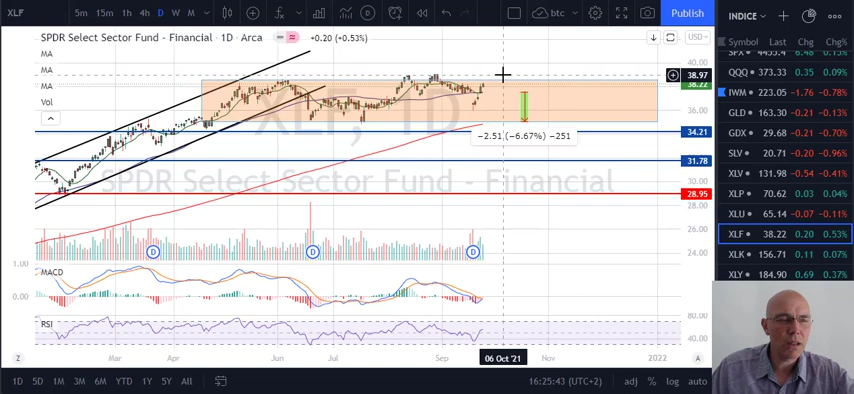 XLF
5m 15m 1h 4h D W M
btc
Publish
SPDR Select Sector Fund - Financial · 1D · Arca
+0.20 (+0.53%)
MA
MA
MA
MA
Vol
XLF, 1D
SPDR Select Sector Fund - Financial
−2.51 (−6.67%) −251
USD
40.00
38.97
38.22
36.00
34.21
31.78
30.00
28.95
28.00
26.00
24.00
D D D
MACD
1.00
0.00
RSI
80.00
40.00
Z
Mar Apr Jun Jul Sep 06 Oct '21 Nov 2022
A
1D 5D 1M 3M 6M YTD 1Y 5Y All
16:25:43 (UTC+2)
adj % log auto
INDICE
Symbol Last Chg Chg%
SPX 4455.4 6.48 0.15%
QQQ 373.33 0.35 0.09%
IWM 223.05 −1.76 −0.78%
GLD 163.30 −0.21 −0.13%
GDX 29.68 −0.21 −0.70%
SLV 20.71 −0.20 −0.96%
XLV 131.98 −0.54 −0.41%
XLP 70.62 0.03 0.04%
XLU 65.14 −0.07 −0.11%
XLF 38.22 0.20 0.53%
XLK 156.71 0.11 0.07%
XLY 184.90 0.69 0.37%